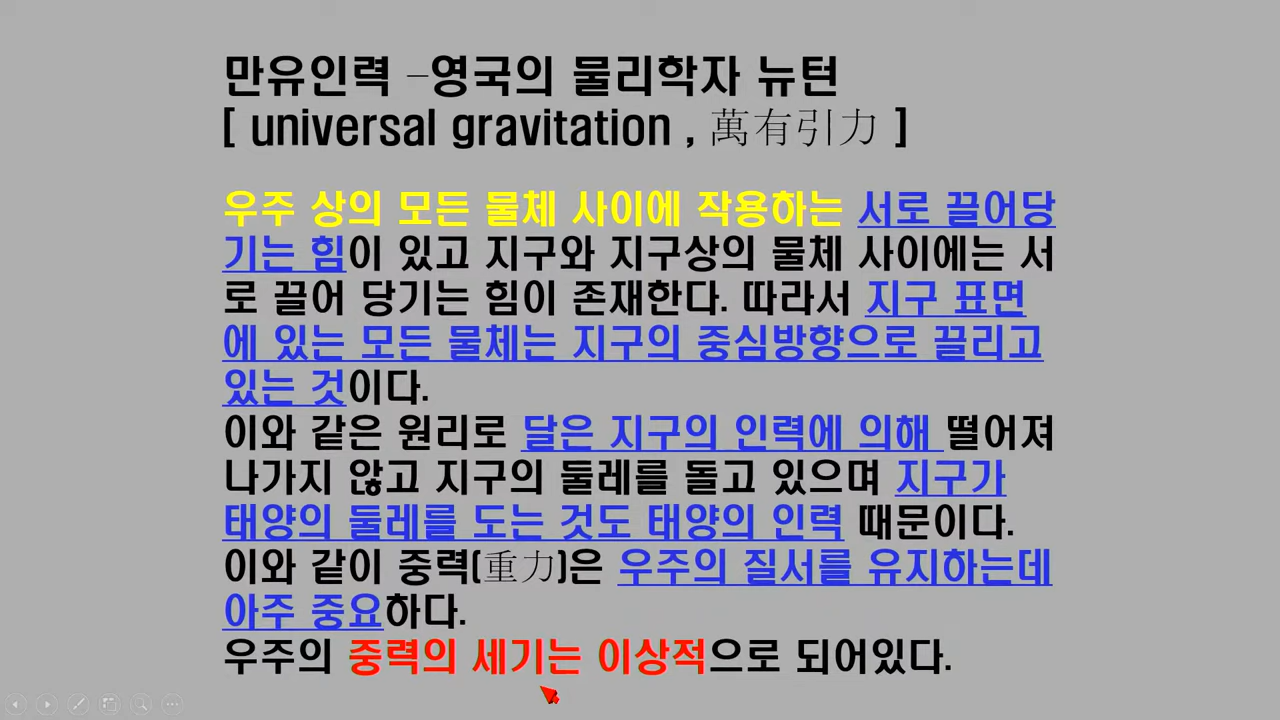 만유인력 –영국의 물리학자 뉴턴
[ universal gravitation , 萬有引力 ]
우주 상의 모든 물체 사이에 작용하는 서로 끌어당
기는 힘이 있고 지구와 지구상의 물체 사이에는 서
로 끌어 당기는 힘이 존재한다. 따라서 지구 표면
에 있는 모든 물체는 지구의 중심방향으로 끌리고
있는 것이다.
이와 같은 원리로 달은 지구의 인력에 의해 떨어져
나가지 않고 지구의 둘레를 돌고 있으며 지구가
태양의 둘레를 도는 것도 태양의 인력 때문이다.
이와 같이 중력(重力)은 우주의 질서를 유지하는데
아주 중요하다.
우주의 중력의 세기는 이상적으로 되어있다.